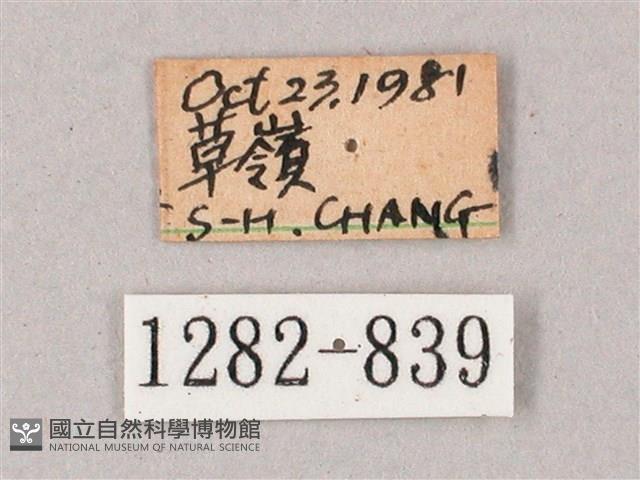 Oct 23.1981
草嶺
S-H. CHANG
1282-839
國立自然科學博物館
NATIONAL MUSEUM OF NATURAL SCIENCE